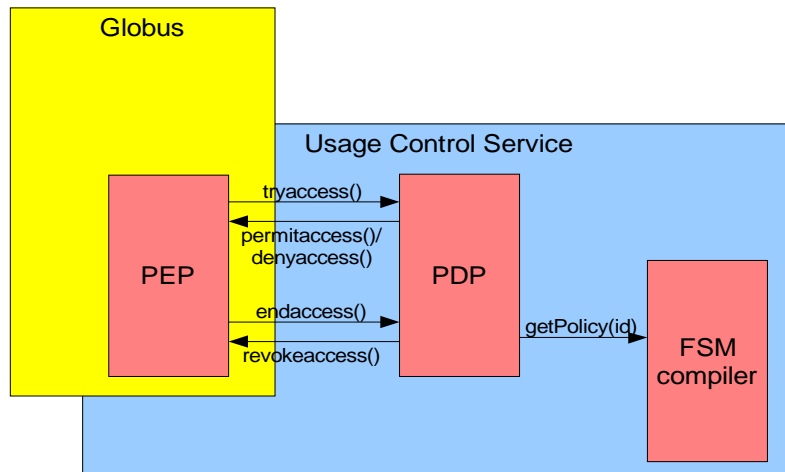 Globus
Usage Control Service
tryaccess()
permitaccess()/
denyaccess()
PEP
PDP
endaccess()
revokeaccess()
getPolicy(id)
FSM
compiler